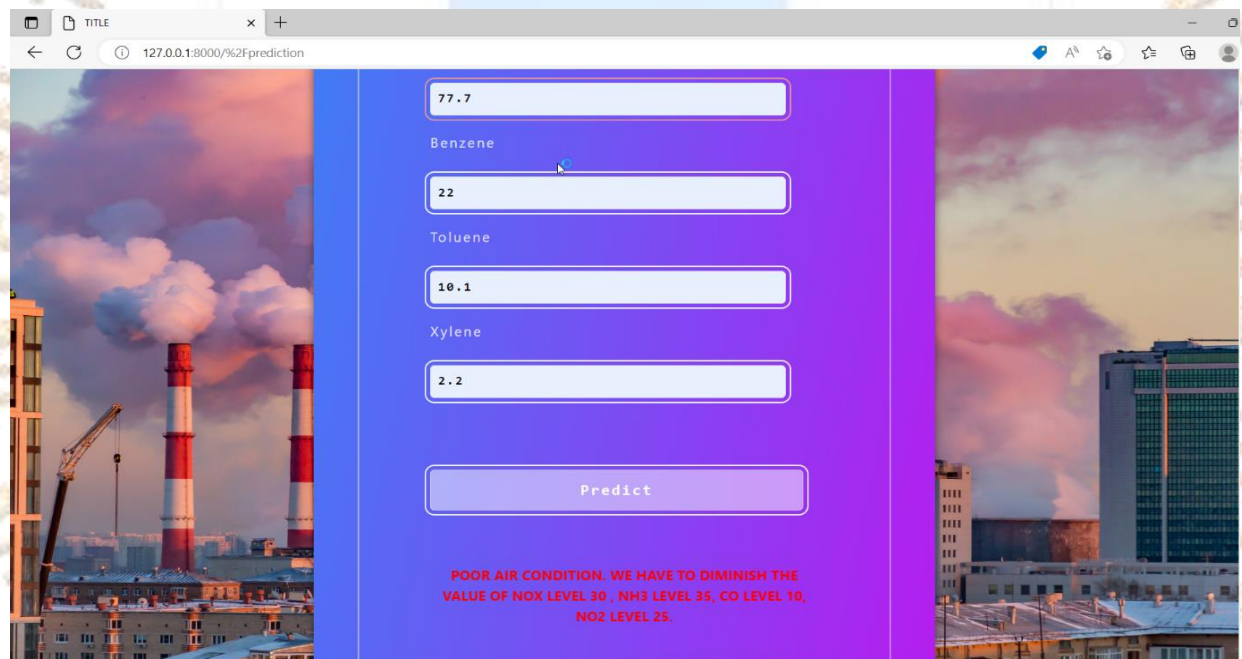 TITLE
127.0.0.1:8000/%2Fprediction
77.7
Benzene
22
Toluene
10.1
Xylene
2.2
Predict
POOR AIR CONDITION. WE HAVE TO DIMINISH THE
VALUE OF NOX LEVEL 30 , NH3 LEVEL 35, CO LEVEL 10,
NO2 LEVEL 25.